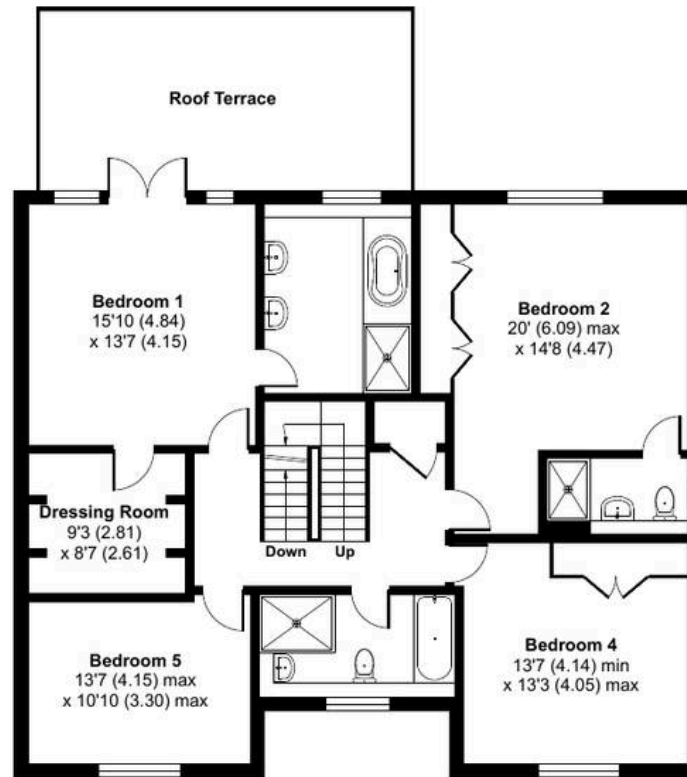 Roof Terrace
Bedroom 1
15'10 (4.84)
x 13'7 (4.15)
Bedroom 2
20' (6.09) max
x 14'8 (4.47)
Dressing Room
9'3 (2.81)
x 8'7 (2.61)
Down Up
Bedroom 5
13'7 (4.15) max
x 10'10 (3.30) max
Bedroom 4
13'7 (4.14) min
x 13'3 (4.05) max